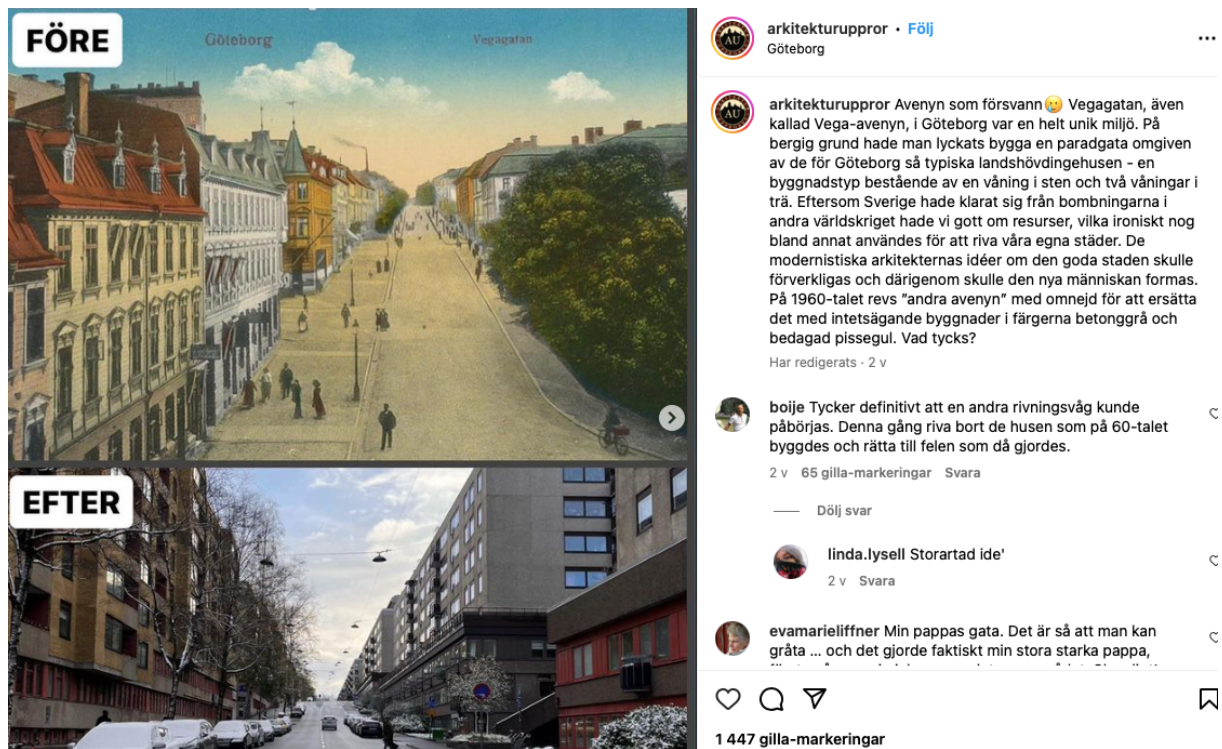 FÖRE
Göteborg
Vegagatan
EFTER
arkitekturuppror • Följ
Göteborg
arkitekturuppror Avenyn som försvann🥲 Vegagatan, även
kallad Vega-avenyn, i Göteborg var en helt unik miljö. På
bergig grund hade man lyckats bygga en paradgata omgiven
av de för Göteborg så typiska landshövdingehusen - en
byggnadstyp bestående av en våning i sten och två våningar i
trä. Eftersom Sverige hade klarat sig från bombningarna i
andra världskriget hade vi gott om resurser, vilka ironiskt nog
bland annat användes för att riva våra egna städer. De
modernistiska arkitekternas idéer om den goda staden skulle
förverkligas och därigenom skulle den nya människan formas.
På 1960-talet revs ”andra avenyn” med omnejd för att ersätta
det med intetsägande byggnader i färgerna betonggrå och
bedagad pissegul. Vad tycks?
Har redigerats · 2 v
boije Tycker definitivt att en andra rivningsvåg kunde
påbörjas. Denna gång riva bort de husen som på 60-talet
byggdes och rätta till felen som då gjordes.
2 v 65 gilla-markeringar Svara
Dölj svar
linda.lysell Storartad ide'
2 v Svara
evamarieliffner Min pappas gata. Det är så att man kan
gråta ... och det gjorde faktiskt min stora starka pappa,
1 447 gilla-markeringar